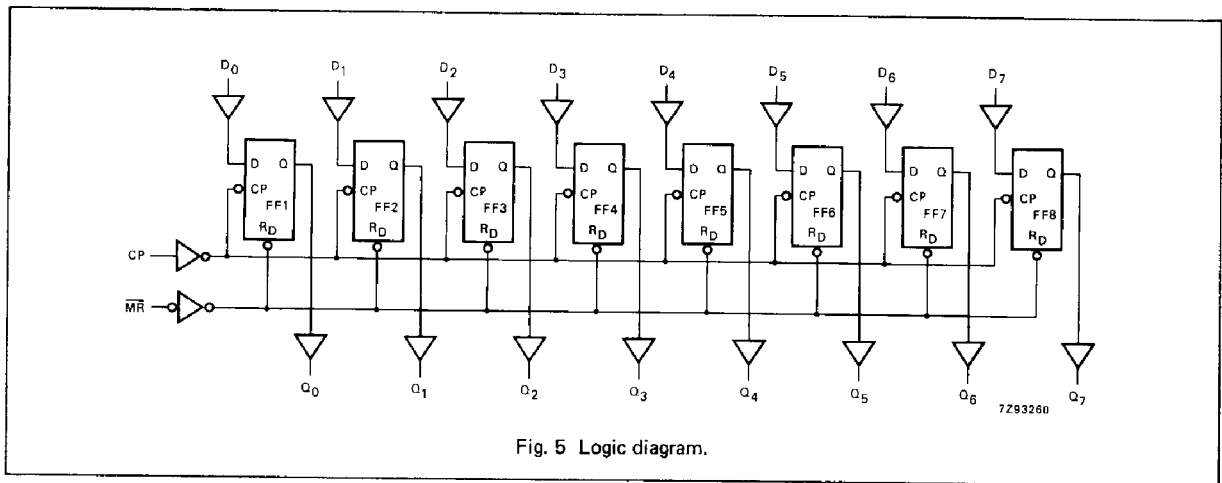 D0 D1 D2 D3 D4 D5 D6 D7
D Q D Q D Q D Q D Q D Q D Q D Q
CP CP CP CP CP CP CP CP
FF1 FF2 FF3 FF4 FF5 FF6 FF7 FF8
RD RD RD RD RD RD RD RD
CP
MR
Q0 Q1 Q2 Q3 Q4 Q5 Q6 Q7
7Z93260
Fig. 5 Logic diagram.